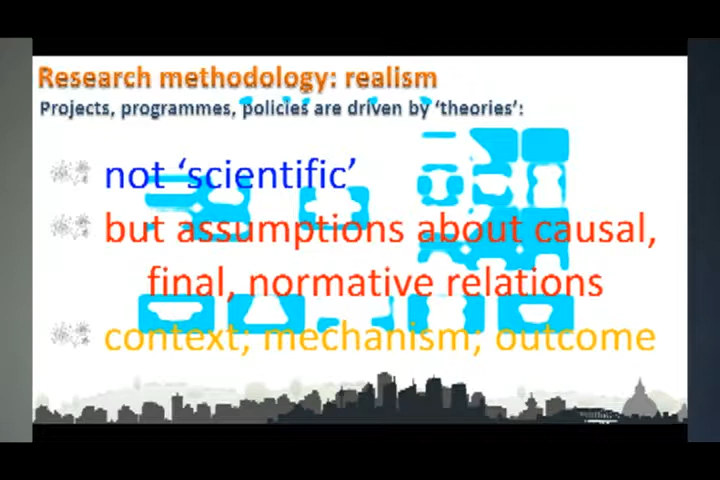 Research methodology: realism
Projects, programmes, policies are driven by ‘theories’:
not ‘scientific’
but assumptions about causal,
final, normative relations
context; mechanism; outcome